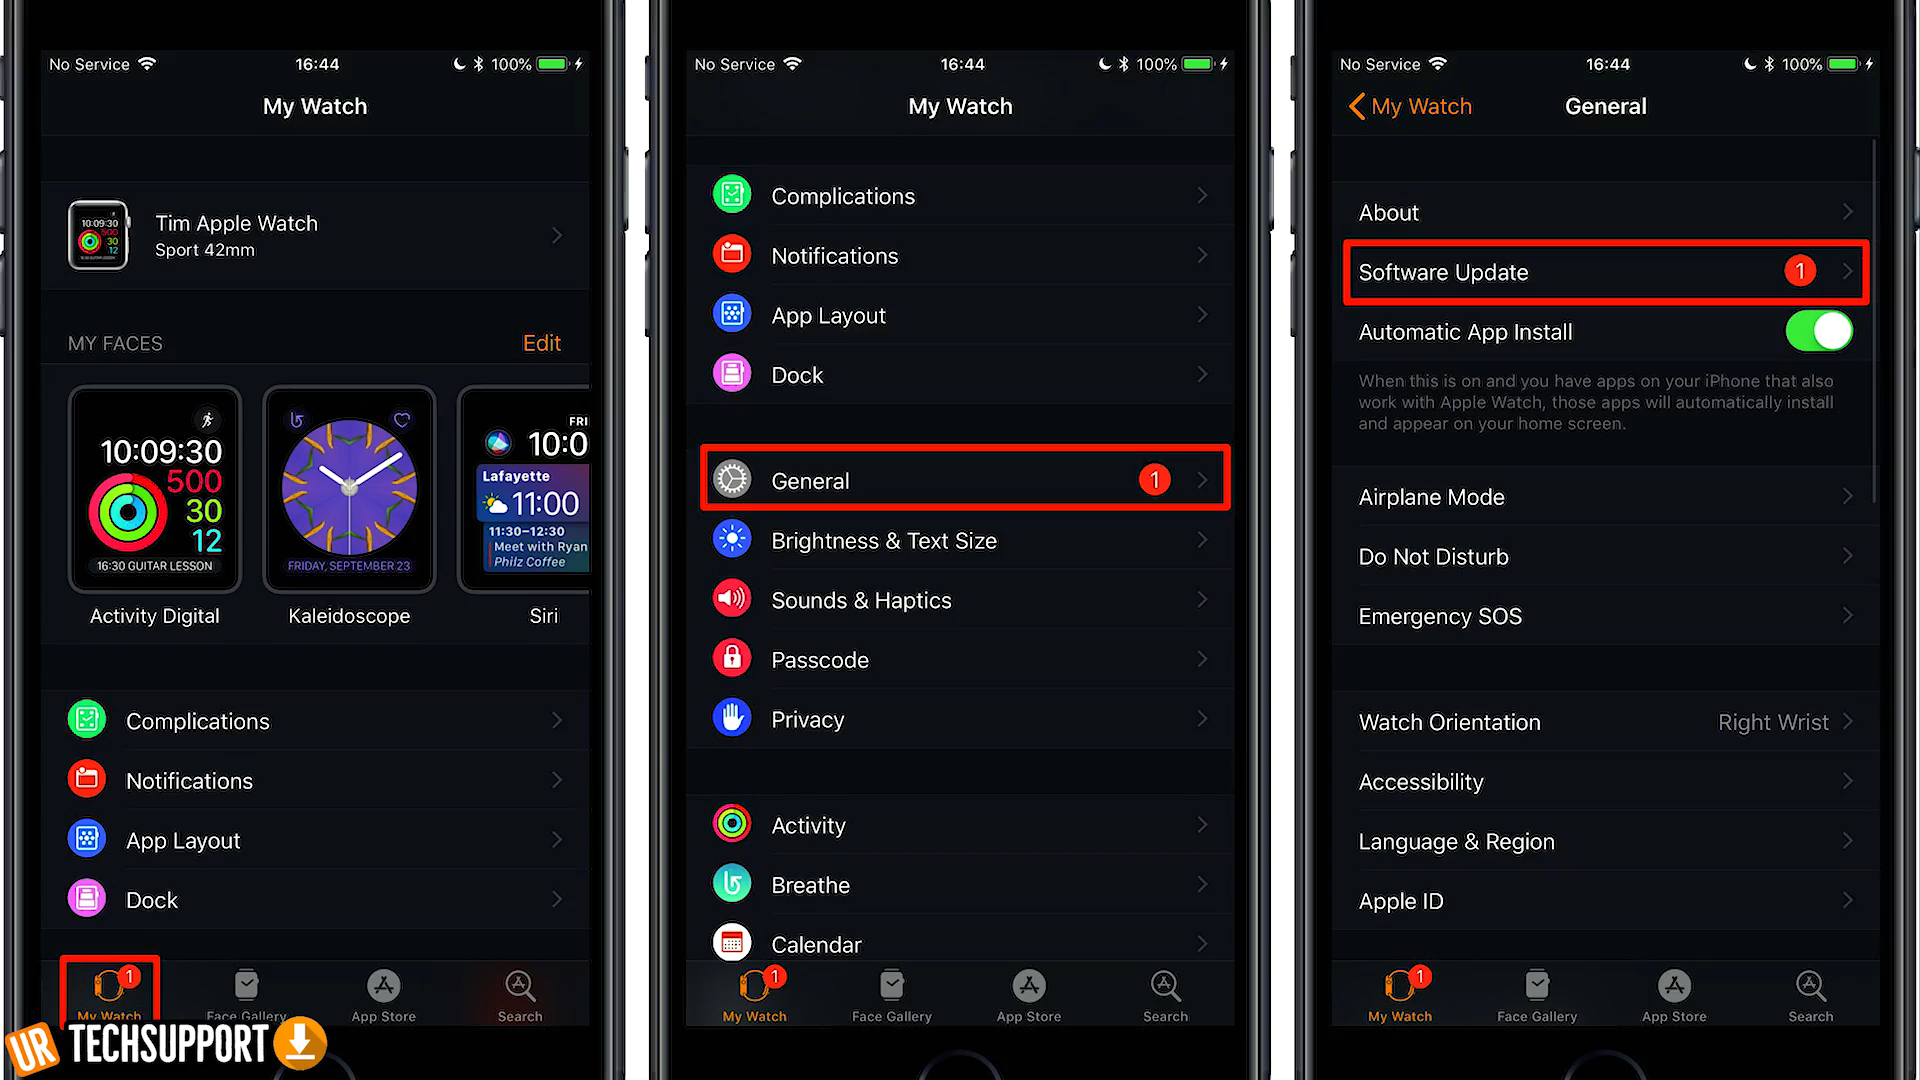 No Service
16:44
100%
My Watch
Tim Apple Watch
Sport 42mm
MY FACES
Edit
10:09:30
500
30
12
16:30 GUITAR LESSON
Activity Digital
FRIDAY, SEPTEMBER 23
Kaleidoscope
FRI
10:0
Lafayette
11:00
11:30–12:30
Meet with Ryan
Philz Coffee
Siri
Complications
Notifications
App Layout
Dock
1
My Watch
Face Gallery
App Store
Search
UR TECHSUPPORT
No Service
16:44
100%
My Watch
Complications
Notifications
App Layout
Dock
General
1
Brightness & Text Size
Sounds & Haptics
Passcode
Privacy
Activity
Breathe
Calendar
1
My Watch
Face Gallery
App Store
Search
No Service
16:44
100%
My Watch
General
About
Software Update
1
Automatic App Install
When this is on and you have apps on your iPhone that also
work with Apple Watch, those apps will automatically install
and appear on your home screen.
Airplane Mode
Do Not Disturb
Emergency SOS
Watch Orientation
Right Wrist
Accessibility
Language & Region
Apple ID
1
My Watch
Face Gallery
App Store
Search